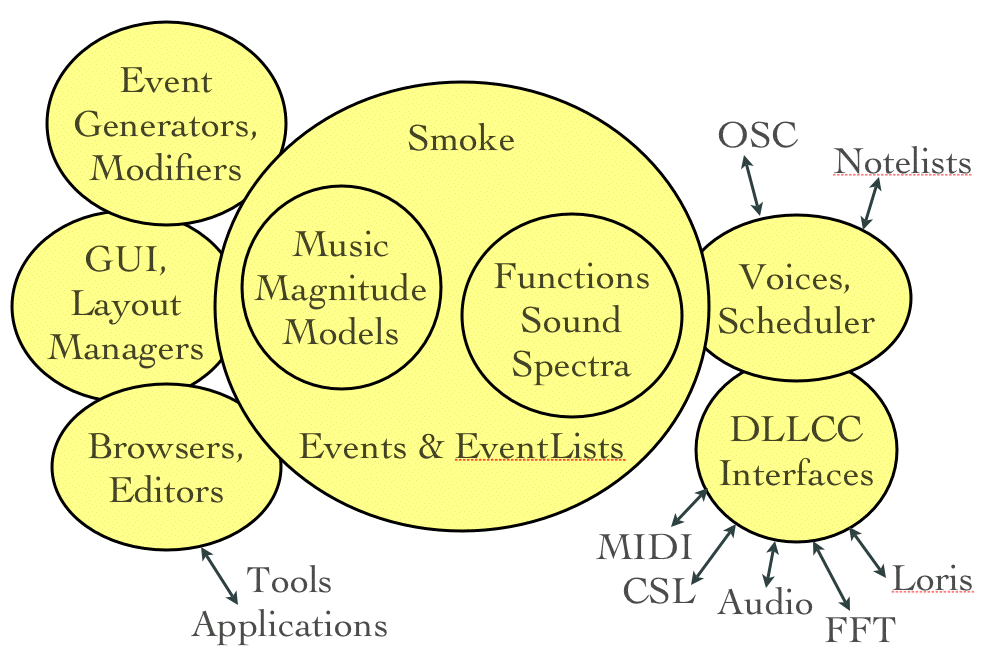 Event
Generators,
Modifiers
GUI,
Layout
Managers
Browsers,
Editors
Tools
Applications
Smoke
Music
Magnitude
Models
Functions
Sound
Spectra
Events & EventLists
OSC
Notelists
Voices,
Scheduler
DLLCC
Interfaces
MIDI
CSL
Audio
FFT
Loris